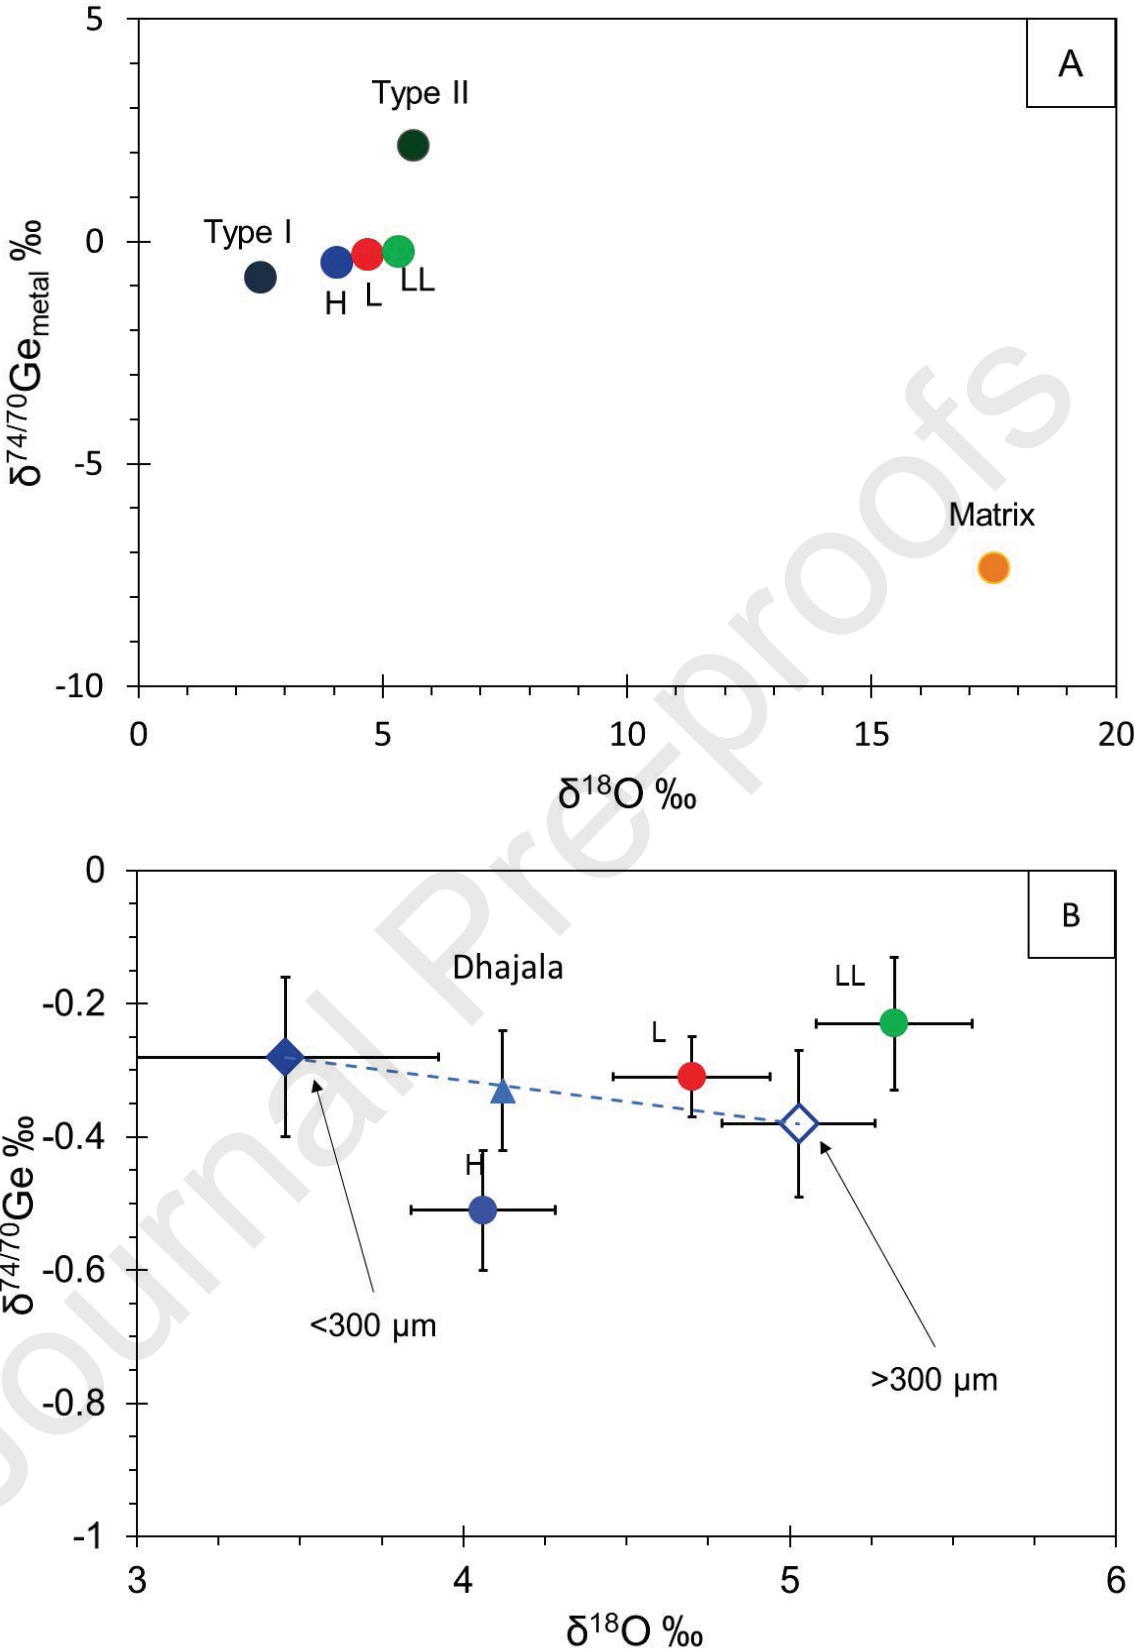 5
A
Type II
Type I
0
H
L
LL
δ74/70Gemetal ‰
-5
Matrix
-10
0
5
10
15
20
δ18O ‰
0
B
Dhajala
LL
-0.2
L
-0.4
H
δ74/70Ge ‰
-0.6
<300 µm
>300 µm
-0.8
-1
3
4
5
6
δ18O ‰
Journal Pre-proofs